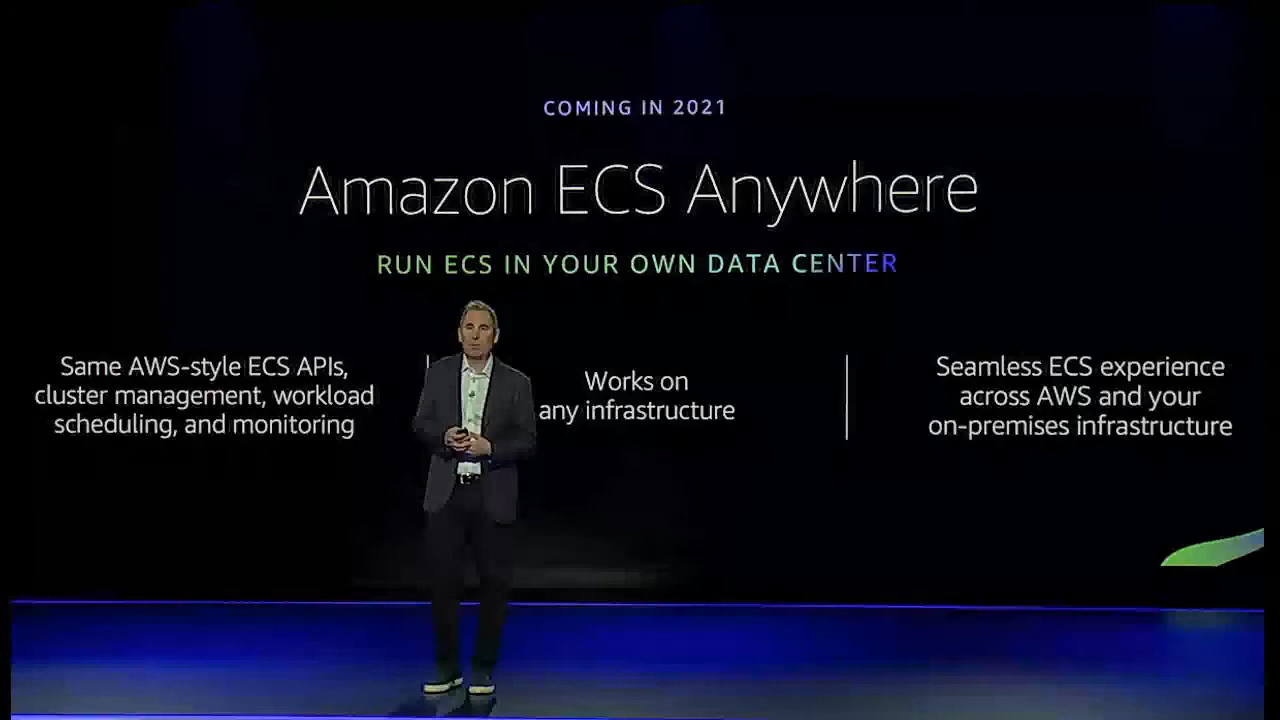 COMING IN 2021
Amazon ECS Anywhere
RUN ECS IN YOUR OWN DATA CENTER
Same AWS-style ECS APIs,
cluster management, workload
scheduling, and monitoring
Works on
any infrastructure
Seamless ECS experience
across AWS and your
on-premises infrastructure